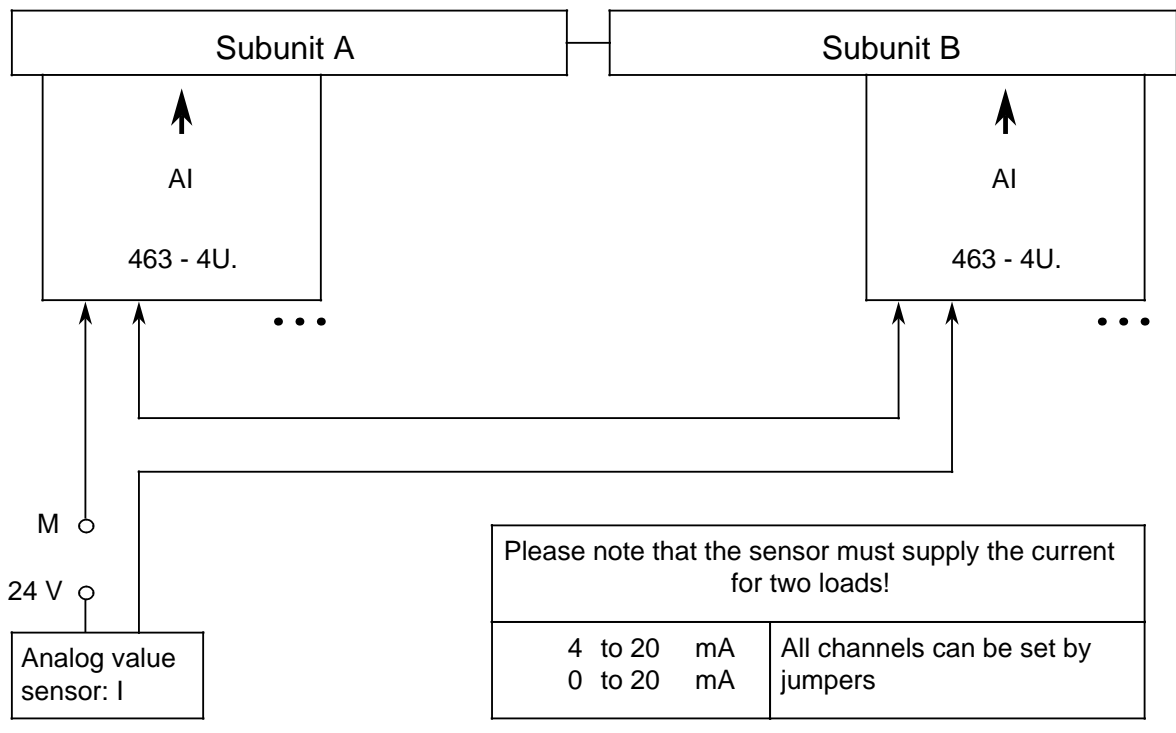 Subunit A
Subunit B
AI
AI
463 - 4U.
463 - 4U.
M
24 V
Analog value
sensor: I
Please note that the sensor must supply the current
for two loads!
4 to 20 mA
0 to 20 mA
All channels can be set by
jumpers